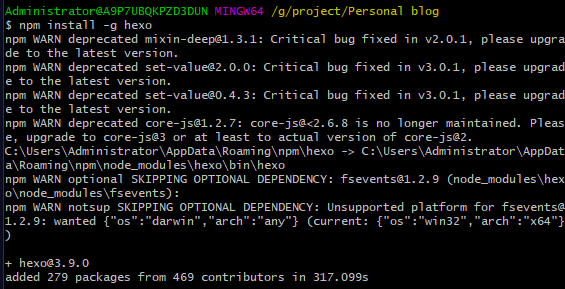 Administrator@A9P7UBQKPZD3DUN MINGW64 /g/project/Personal blog
$ npm install -g hexo
npm WARN deprecated mixin-deep@1.3.1: Critical bug fixed in v2.0.1, please upgra
de to the latest version.
npm WARN deprecated set-value@2.0.0: Critical bug fixed in v3.0.1, please upgrad
e to the latest version.
npm WARN deprecated set-value@0.4.3: Critical bug fixed in v3.0.1, please upgrad
e to the latest version.
npm WARN deprecated core-js@1.2.7: core-js@<2.6.8 is no longer maintained. Pleas
e, upgrade to core-js@3 or at least to actual version of core-js@2.
C:\Users\Administrator\AppData\Roaming\npm\hexo -> C:\Users\Administrator\AppDat
a\Roaming\npm\node_modules\hexo\bin\hexo
npm WARN optional SKIPPING OPTIONAL DEPENDENCY: fsevents@1.2.9 (node_modules\hex
o\node_modules\fsevents):
npm WARN notsup SKIPPING OPTIONAL DEPENDENCY: Unsupported platform for fsevents@
1.2.9: wanted {"os":"darwin","arch":"any"} (current: {"os":"win32","arch":"x64"}
)
+ hexo@3.9.0
added 279 packages from 469 contributors in 317.099s